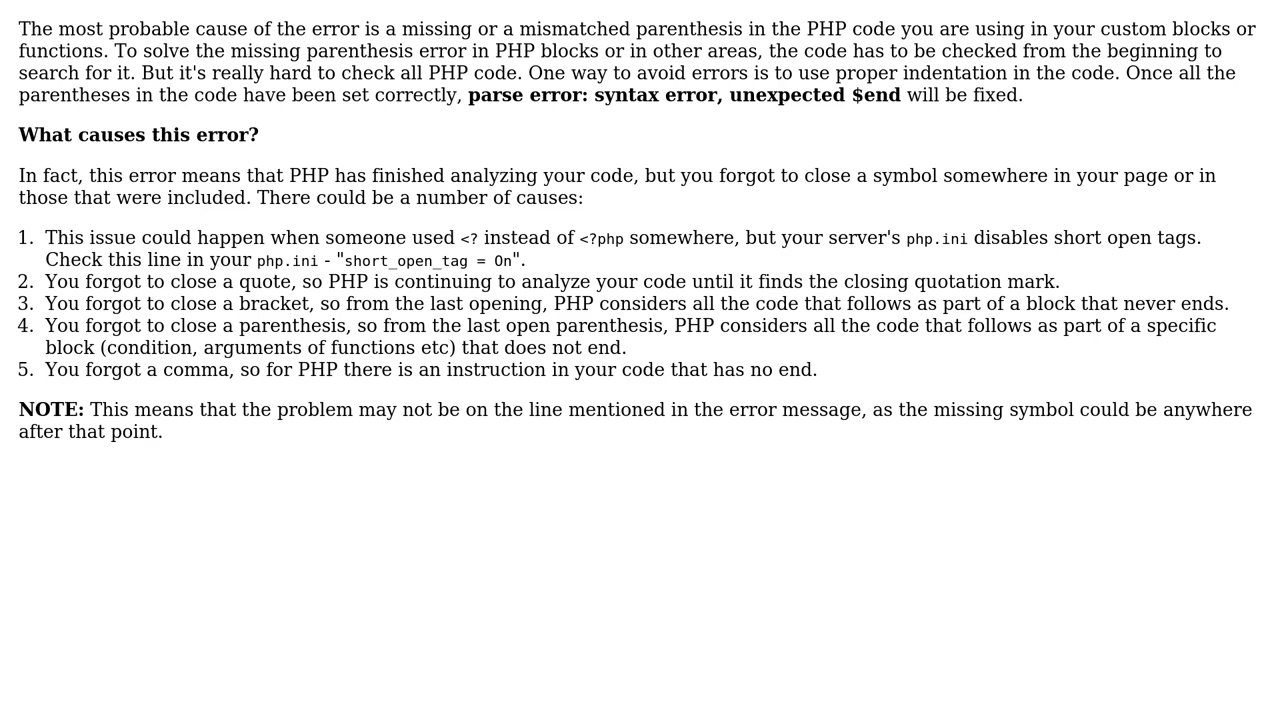 The most probable cause of the error is a missing or a mismatched parenthesis in the PHP code you are using in your custom blocks or
functions. To solve the missing parenthesis error in PHP blocks or in other areas, the code has to be checked from the beginning to
search for it. But it's really hard to check all PHP code. One way to avoid errors is to use proper indentation in the code. Once all the
parentheses in the code have been set correctly, parse error: syntax error, unexpected $end will be fixed.
What causes this error?
In fact, this error means that PHP has finished analyzing your code, but you forgot to close a symbol somewhere in your page or in
those that were included. There could be a number of causes:
1. This issue could happen when someone used <? instead of <?php somewhere, but your server's php.ini disables short open tags.
Check this line in your php.ini - "short_open_tag = On".
2. You forgot to close a quote, so PHP is continuing to analyze your code until it finds the closing quotation mark.
3. You forgot to close a bracket, so from the last opening, PHP considers all the code that follows as part of a block that never ends.
4. You forgot to close a parenthesis, so from the last open parenthesis, PHP considers all the code that follows as part of a specific
block (condition, arguments of functions etc) that does not end.
5. You forgot a comma, so for PHP there is an instruction in your code that has no end.
NOTE: This means that the problem may not be on the line mentioned in the error message, as the missing symbol could be anywhere
after that point.